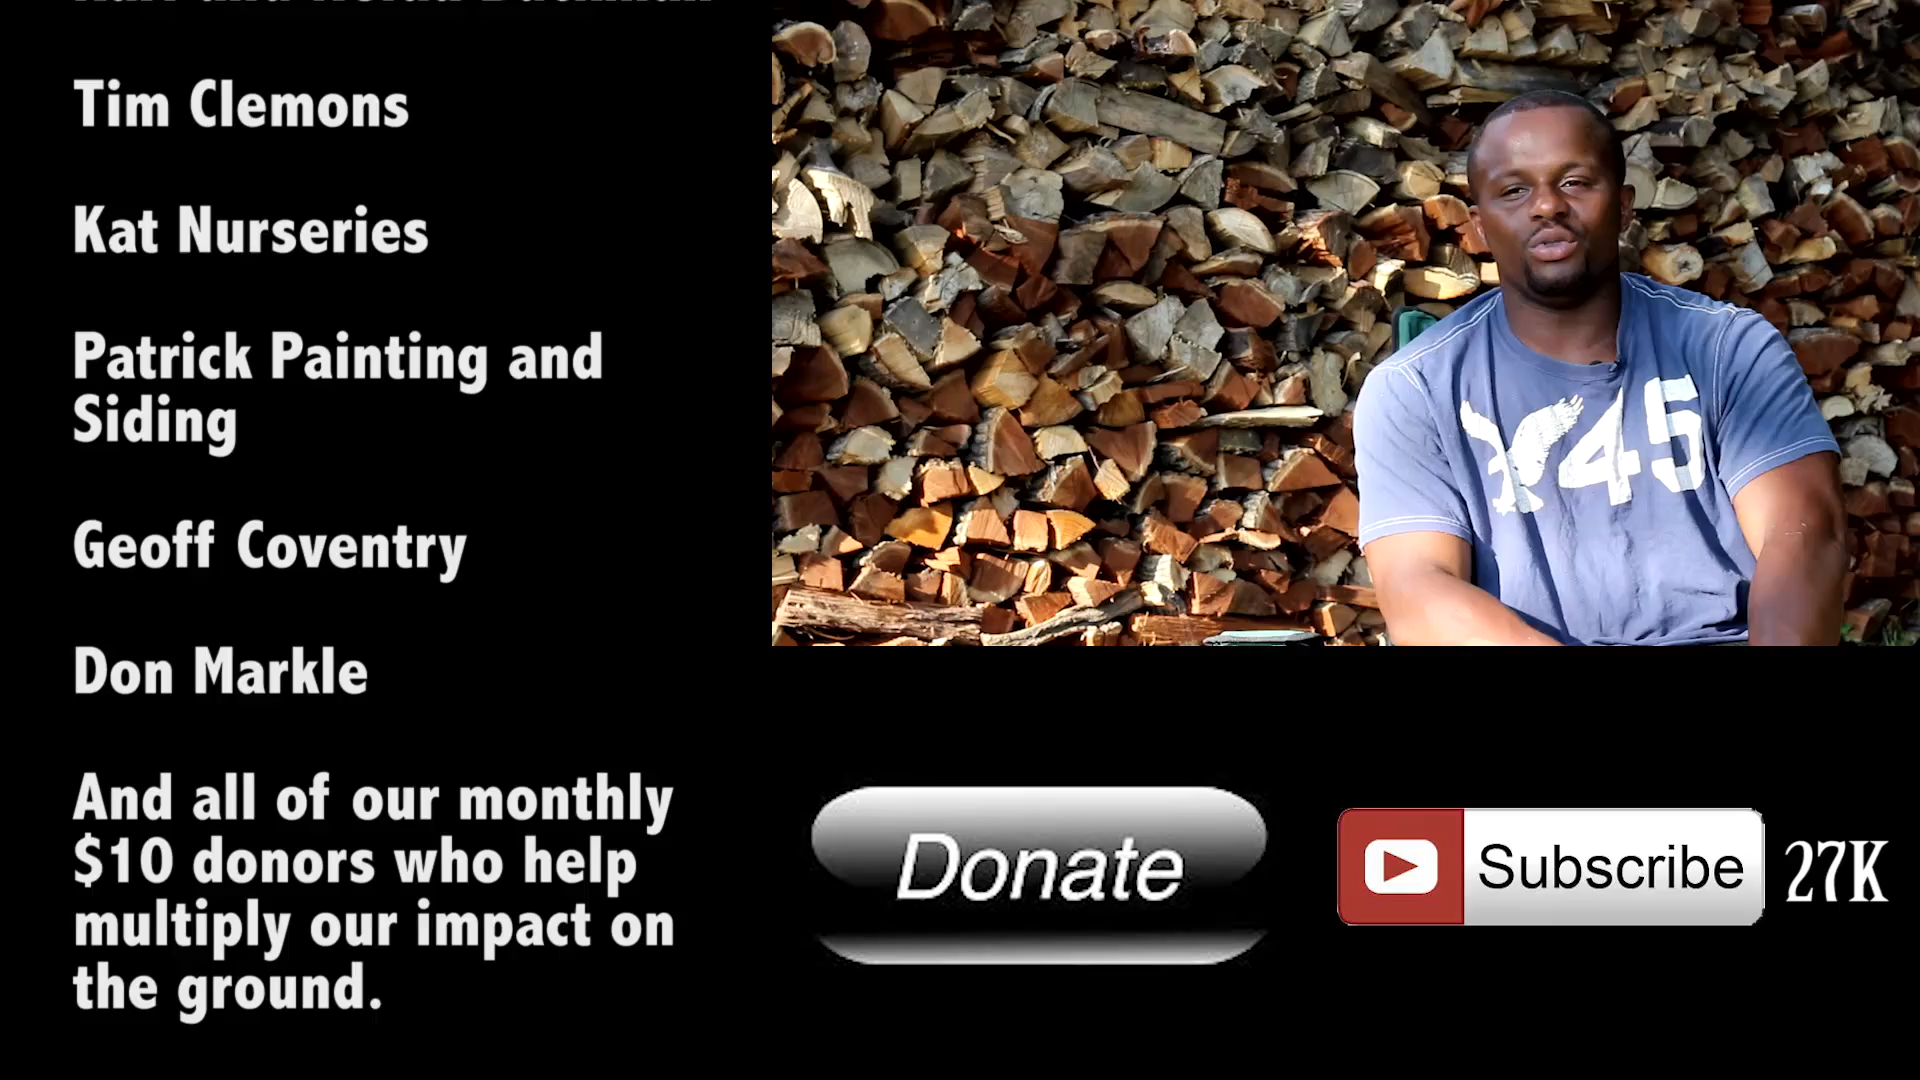 Tim Clemons
Kat Nurseries
Patrick Painting and
Siding
Geoff Coventry
Don Markle
And all of our monthly
$10 donors who help
multiply our impact on
the ground.
45
Donate
Subscribe 27K